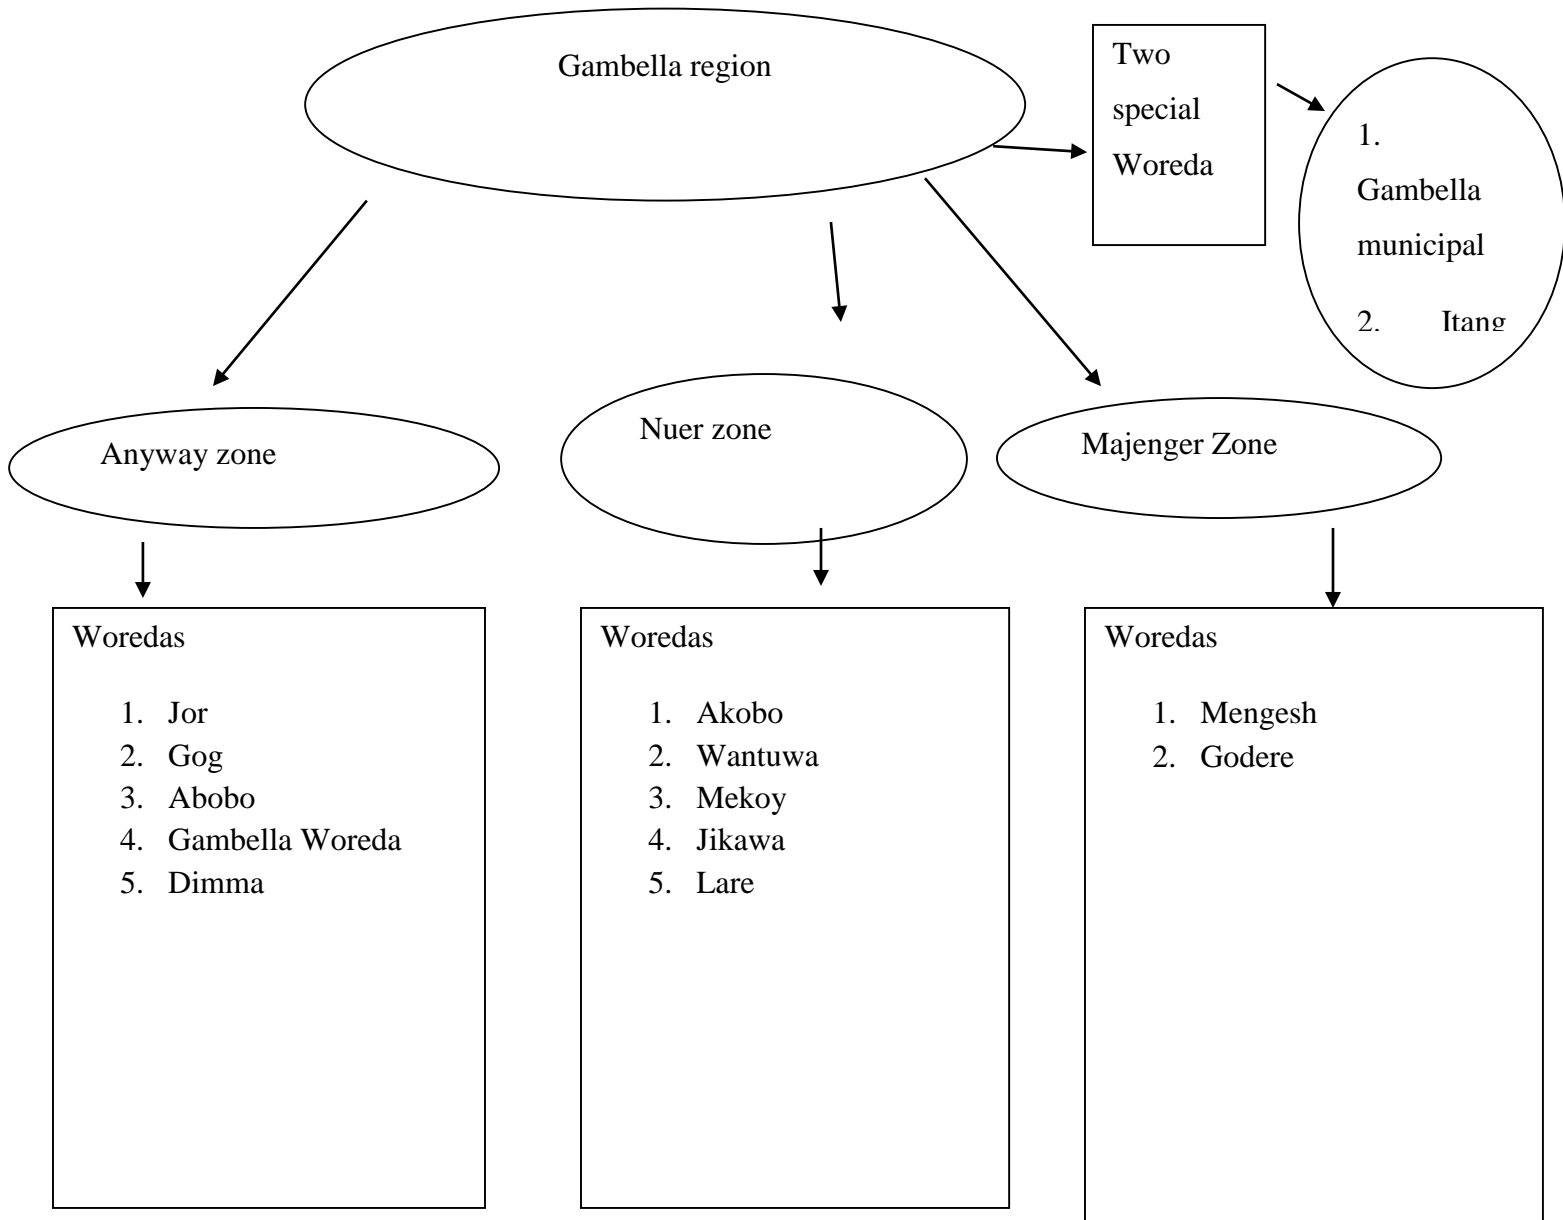 Gambella region
Two
special
Woreda
1.
Gambella
municipal
2. Itang
Anyway zone
Nuer zone
Majenger Zone
Woredas
1. Jor
2. Gog
3. Abobo
4. Gambella Woreda
5. Dimma
Woredas
1. Akobo
2. Wantuwa
3. Mekoy
4. Jikawa
5. Lare
Woredas
1. Mengesh
2. Godere